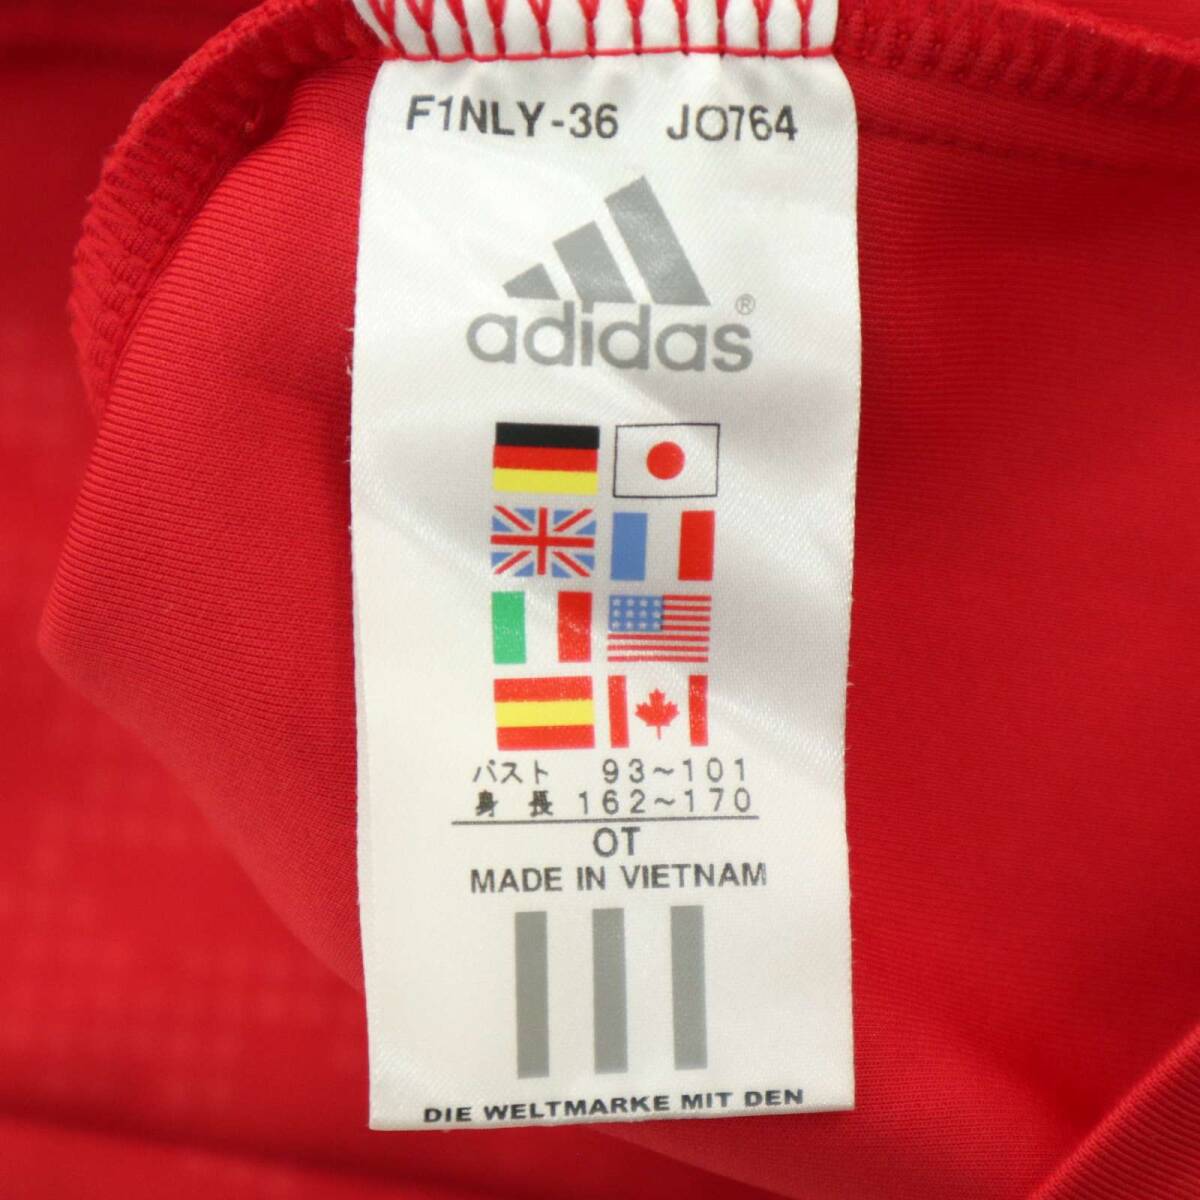 F1NLY-36 JO764
adidas®
バスト 93~101
身長 162~170
OT
MADE IN VIETNAM
DIE WELTMARKE MIT DEN